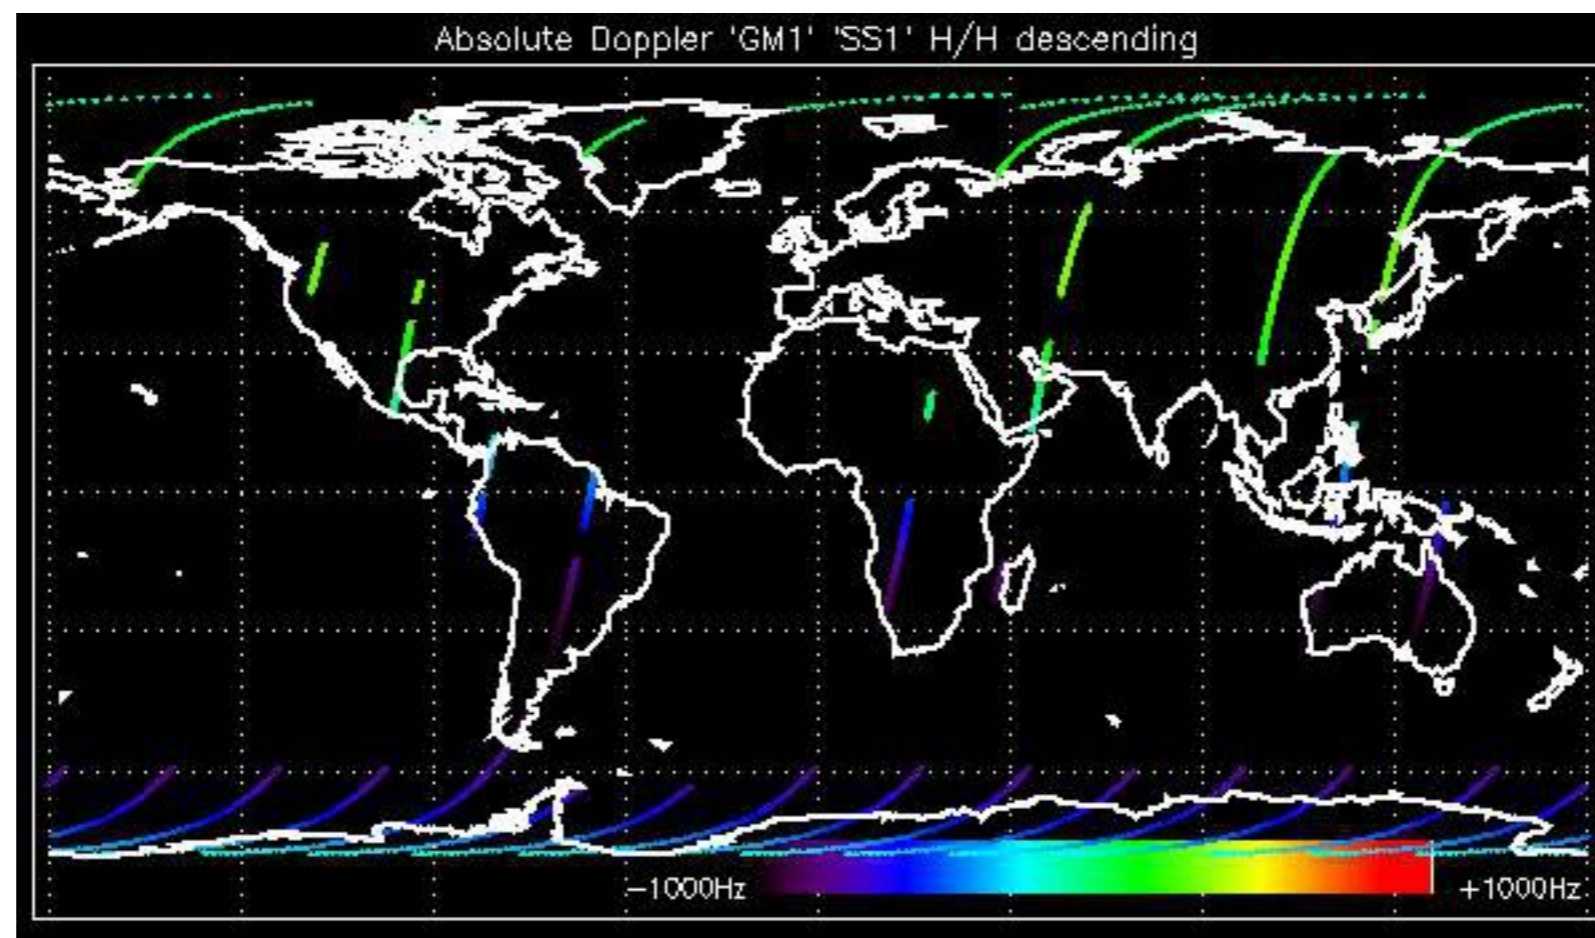 Absolute Doppler 'GM1' 'SS1' H/H descending
-1000Hz +1000Hz